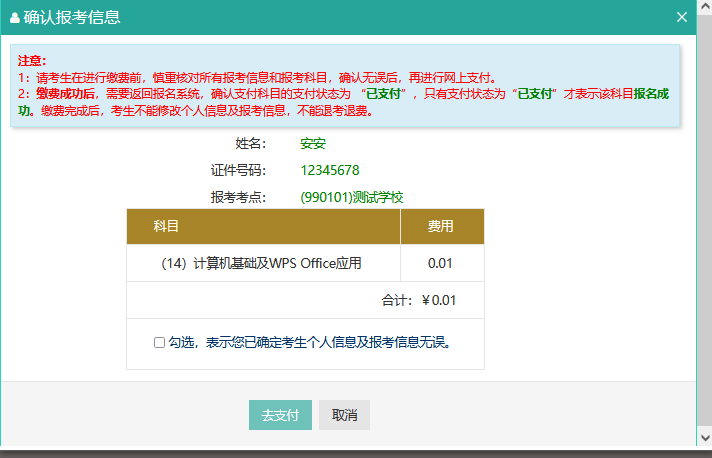 确认报考信息
注意：
1：请考生在进行缴费前，慎重核对所有报考信息和报考科目，确认无误后，再进行网上支付。
2：缴费成功后，需要返回报名系统，确认支付科目的支付状态为 “已支付”，只有支付状态为“已支付”才表示该科目报名成
功。缴费完成后，考生不能修改个人信息及报考信息，不能退考退费。
姓名： 安安
证件号码： 12345678
报考考点： (990101)测试学校
科目 费用
（14）计算机基础及WPS Office应用 0.01
合计：￥0.01
勾选，表示您已确定考生个人信息及报考信息无误。
去支付 取消